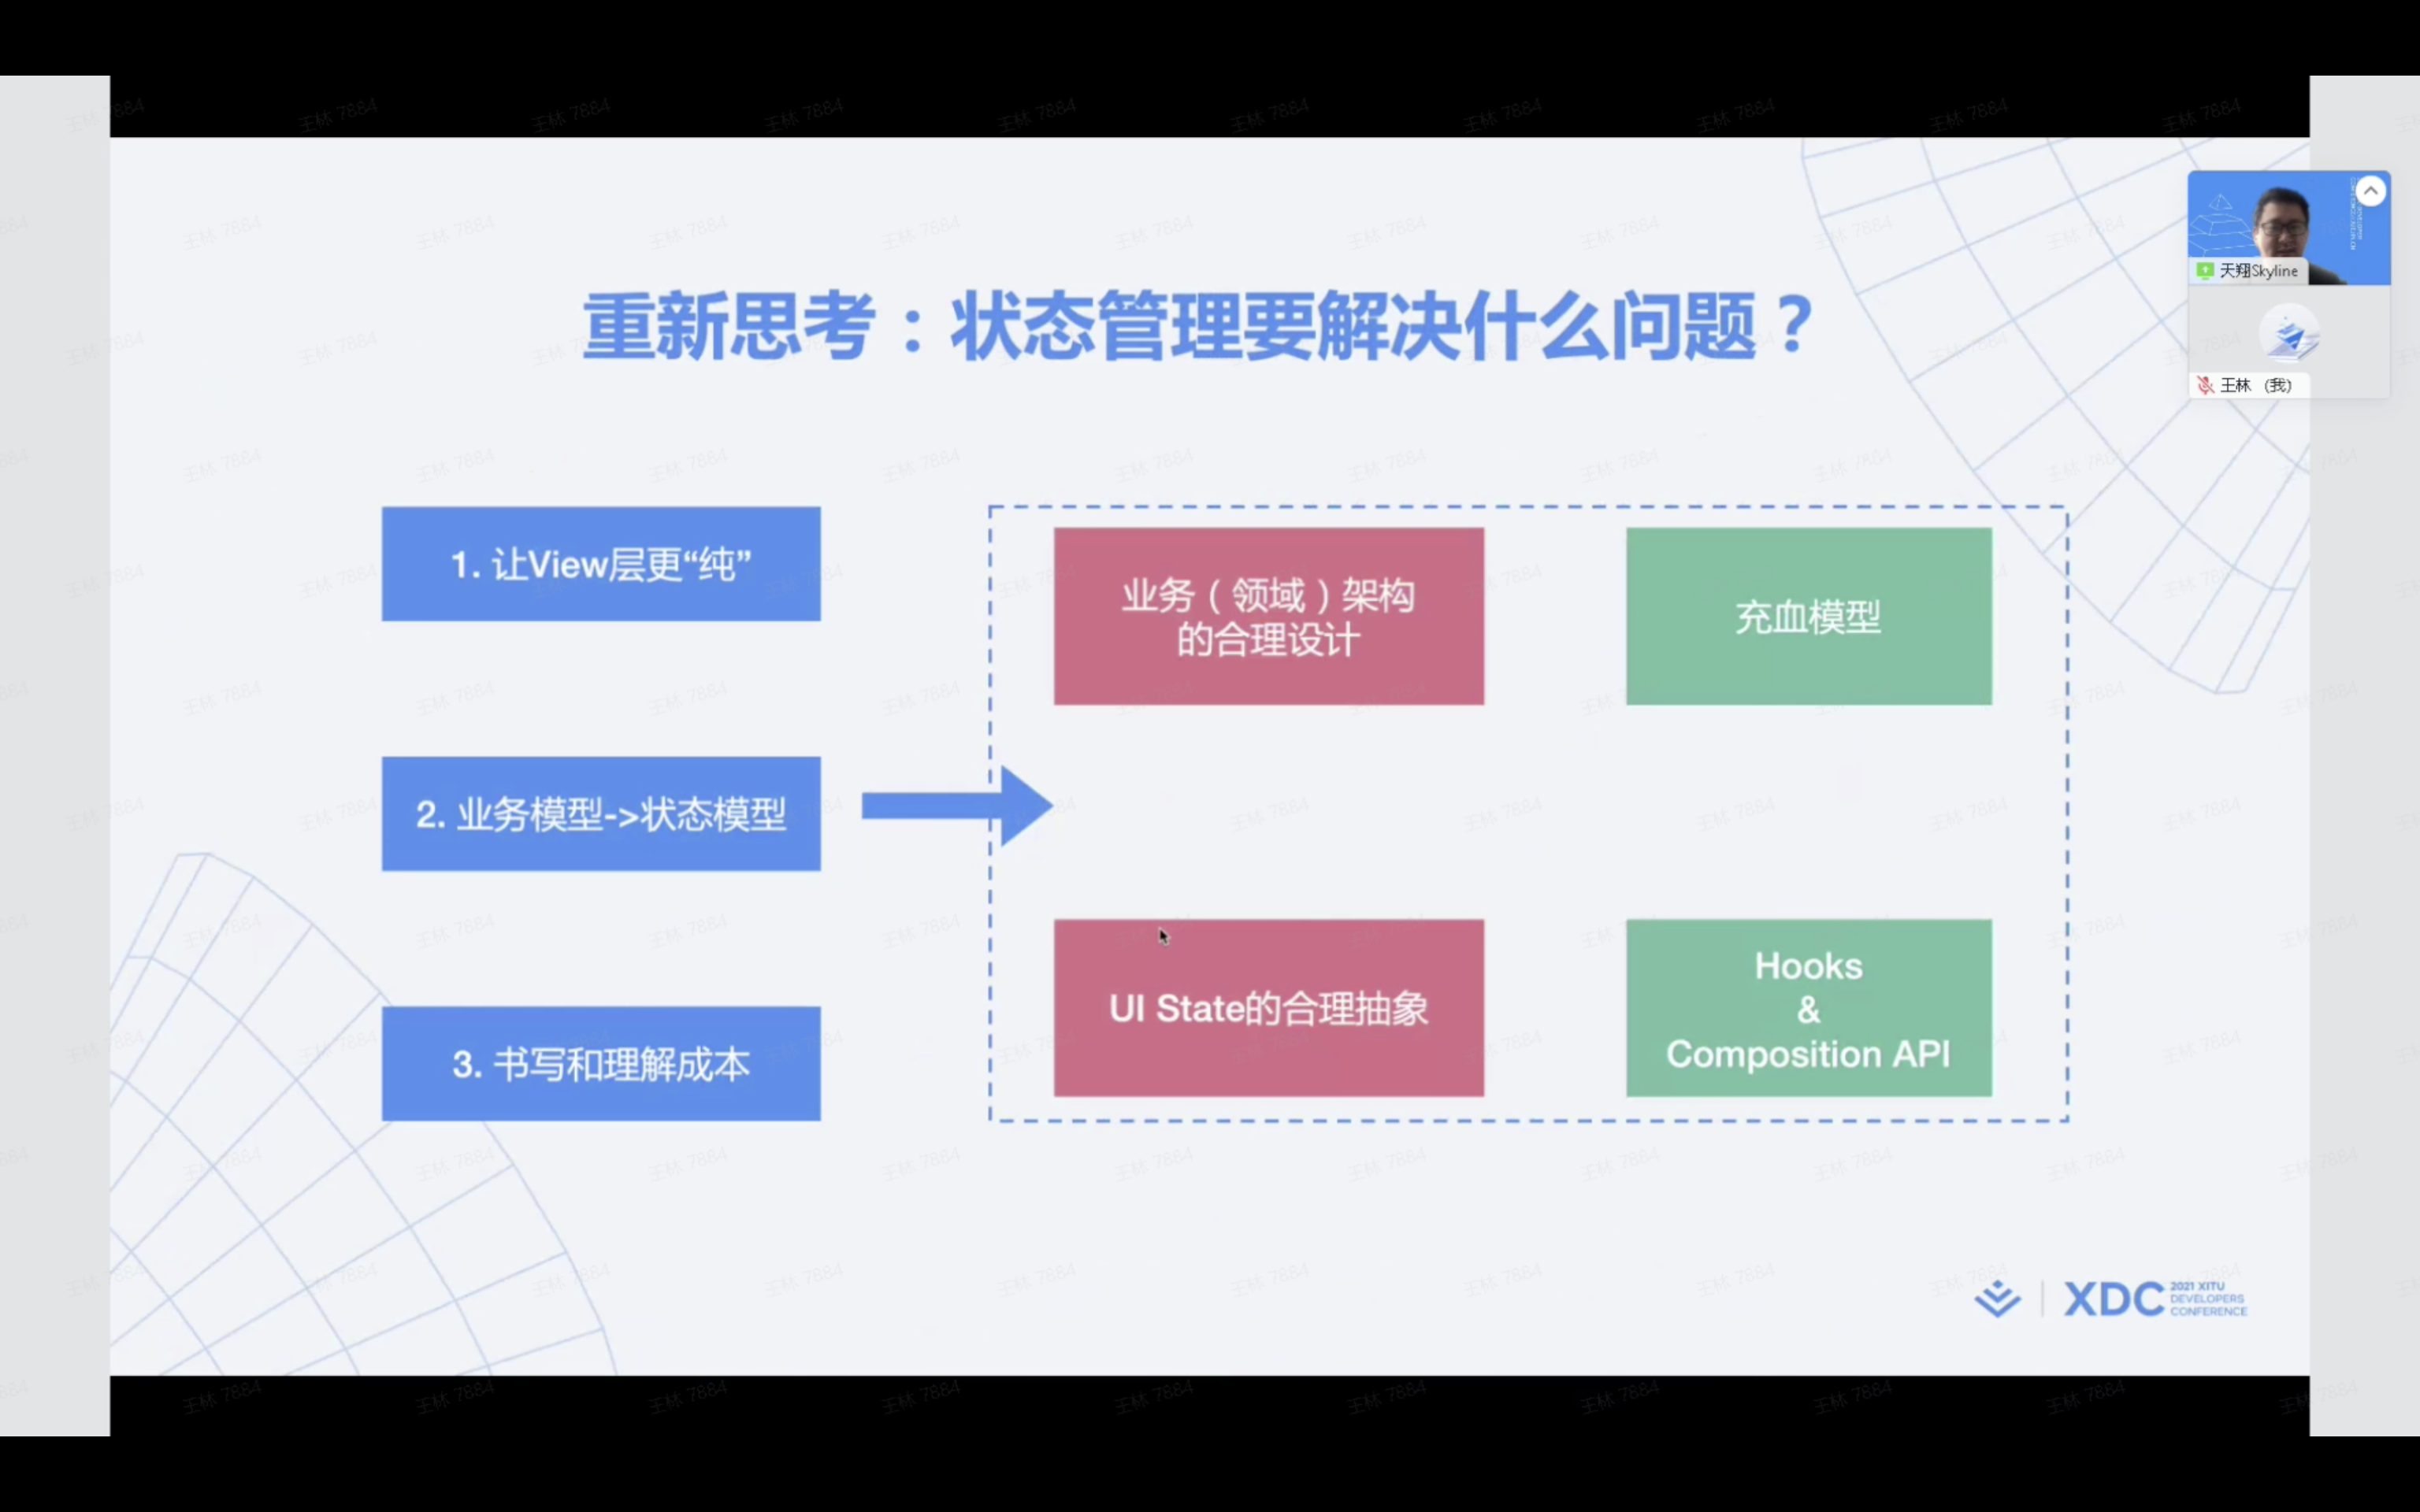 重新思考：状态管理要解决什么问题？
1. 让View层更“纯”
2. 业务模型->状态模型
3. 书写和理解成本
业务（领域）架构
的合理设计
充血模型
UI State的合理抽象
Hooks
&
Composition API
天翔Skyline
王林 （我）
XDC
2021 XITU
DEVELOPERS
CONFERENCE
王林 7884